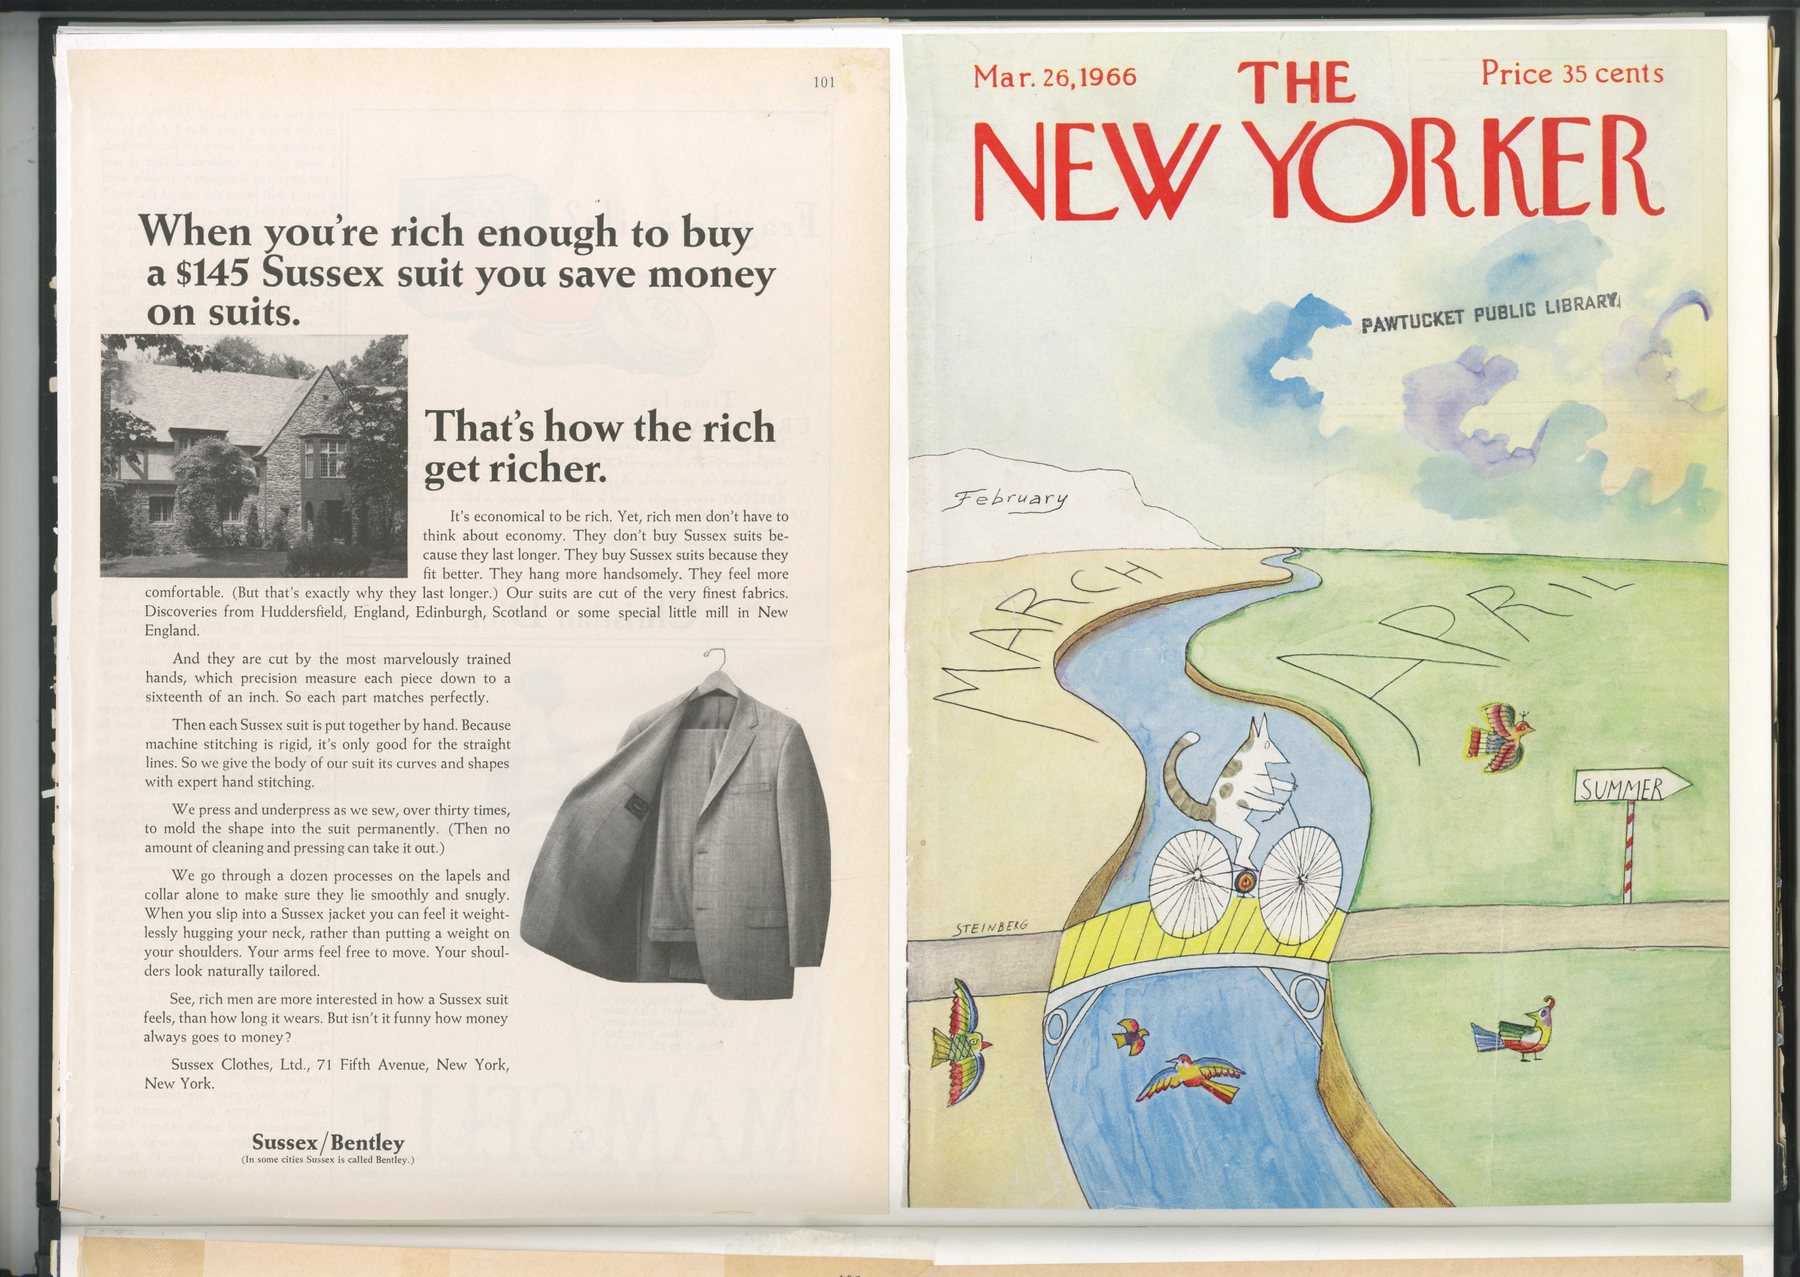 101
When you're rich enough to buy
a $145 Sussex suit you save money
on suits.
That's how the rich
get richer.
It's economical to be rich. Yet, rich men don't have to
think about economy. They don't buy Sussex suits be-
cause they last longer. They buy Sussex suits because they
fit better. They hang more handsomely. They feel more
comfortable. (But that's exactly why they last longer.) Our suits are cut of the very finest fabrics.
Discoveries from Huddersfield, England, Edinburgh, Scotland or some special little mill in New
England.
And they are cut by the most marvelously trained
hands, which precision measure each piece down to a
sixteenth of an inch. So each part matches perfectly.
Then each Sussex suit is put together by hand. Because
machine stitching is rigid, it's only good for the straight
lines. So we give the body of our suit its curves and shapes
with expert hand stitching.
We press and underpress as we sew, over thirty times,
to mold the shape into the suit permanently. (Then no
amount of cleaning and pressing can take it out.)
We go through a dozen processes on the lapels and
collar alone to make sure they lie smoothly and snugly.
When you slip into a Sussex jacket you can feel it weight-
lessly hugging your neck, rather than putting a weight on
your shoulders. Your arms feel free to move. Your shoul-
ders look naturally tailored.
See, rich men are more interested in how a Sussex suit
feels, than how long it wears. But isn't it funny how money
always goes to money?
Sussex Clothes, Ltd., 71 Fifth Avenue, New York,
New York.
Sussex/Bentley
(In some cities Sussex is called Bentley.)
Mar. 26, 1966
THE
Price 35 cents
NEW YORKER
PAWTUCKET PUBLIC LIBRARY
February
MARCH
APRIL
SUMMER
STEINBERG